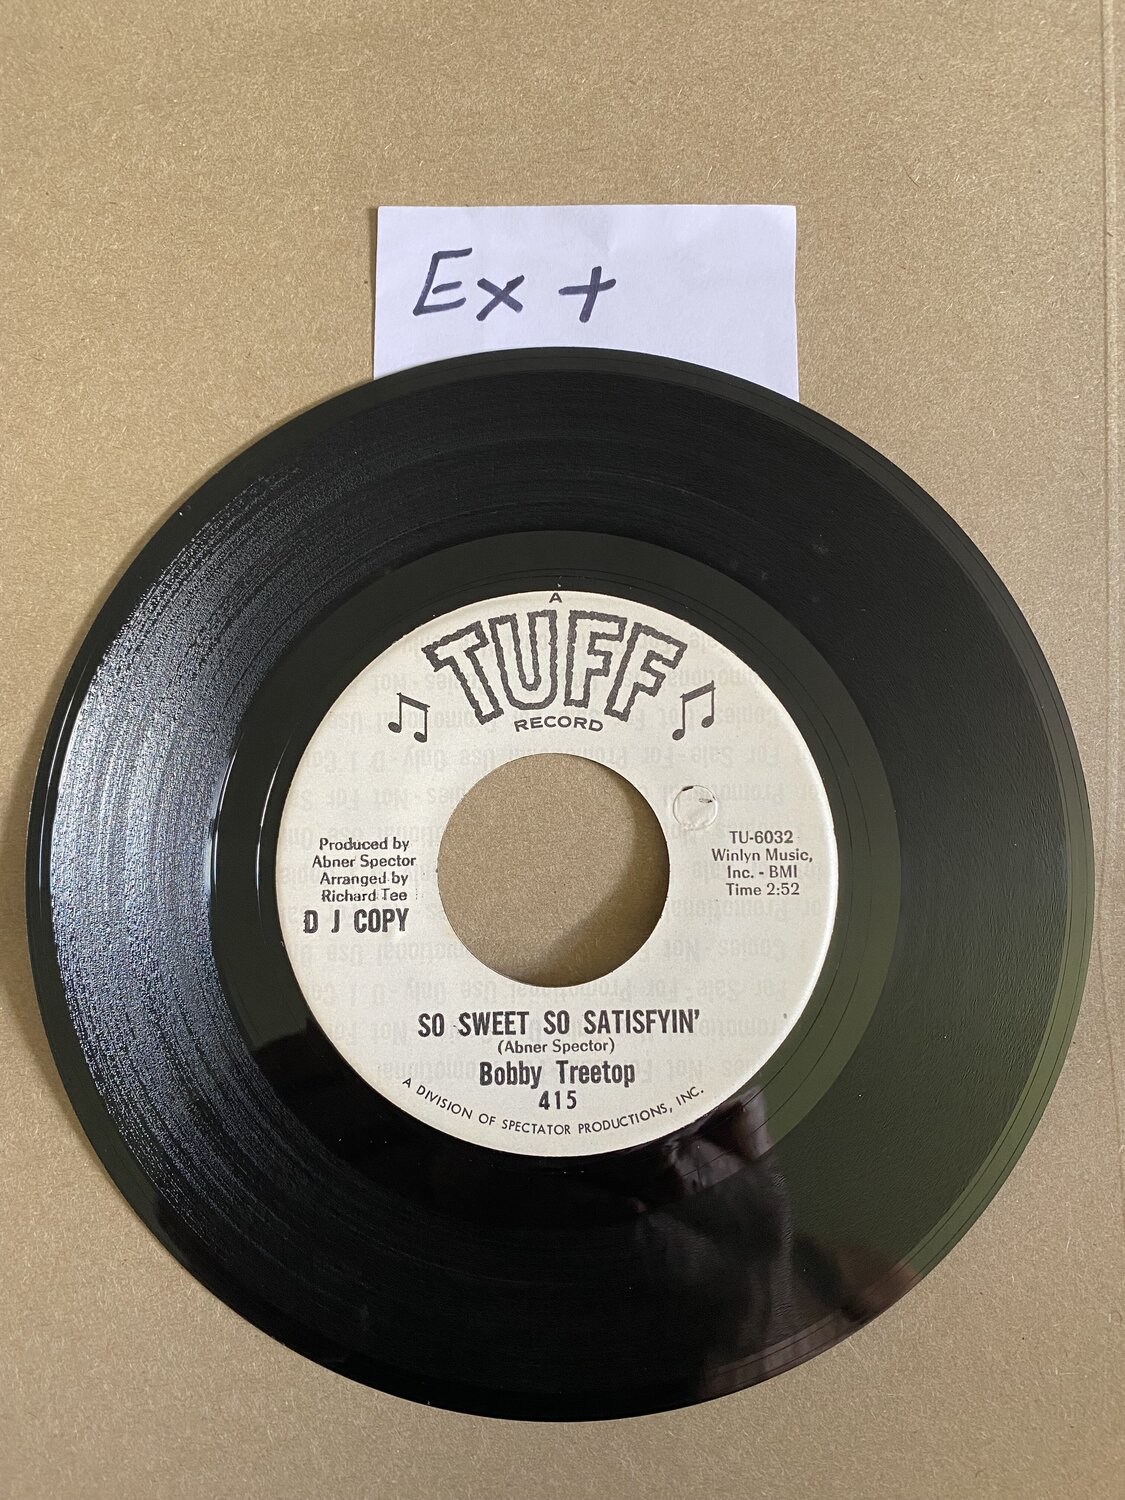 Ex +
A
TUFF
RECORD
Produced by
Abner Spector
Arranged by
Richard Tee
D J COPY
TU-6032
Winlyn Music,
Inc. - BMI
Time 2:52
SO SWEET SO SATISFYIN'
(Abner Spector)
Bobby Treetop
415
A DIVISION OF SPECTATOR PRODUCTIONS, INC.